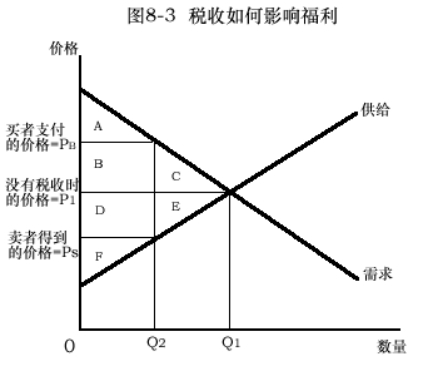 图8-3 税收如何影响福利
价格
供给
A
买者支付
的价格=PB
B
C
没有税收时
的价格=P1
D
E
卖者得到
的价格=PS
F
需求
O
Q2
Q1
数量